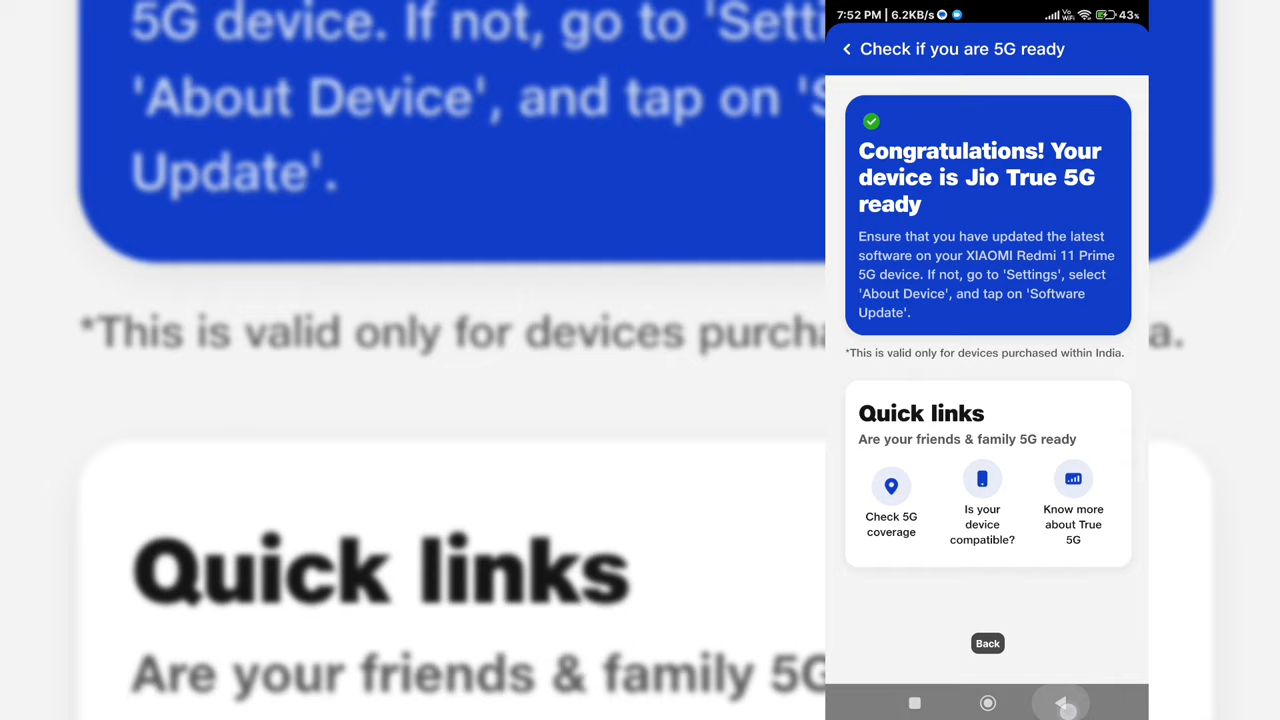 5G device. If not, go to 'Setti
'About Device', and tap on 'S
Update'.
*This is valid only for devices purcha
a.
Quick links
Are your friends & family 5G
7:52 PM | 6.2KB/s
Vo
WiFi
43%
Check if you are 5G ready
Congratulations! Your
device is Jio True 5G
ready
Ensure that you have updated the latest
software on your XIAOMI Redmi 11 Prime
5G device. If not, go to 'Settings', select
'About Device', and tap on 'Software
Update'.
*This is valid only for devices purchased within India.
Quick links
Are your friends & family 5G ready
Check 5G
coverage
Is your
device
compatible?
Know more
about True
5G
Back